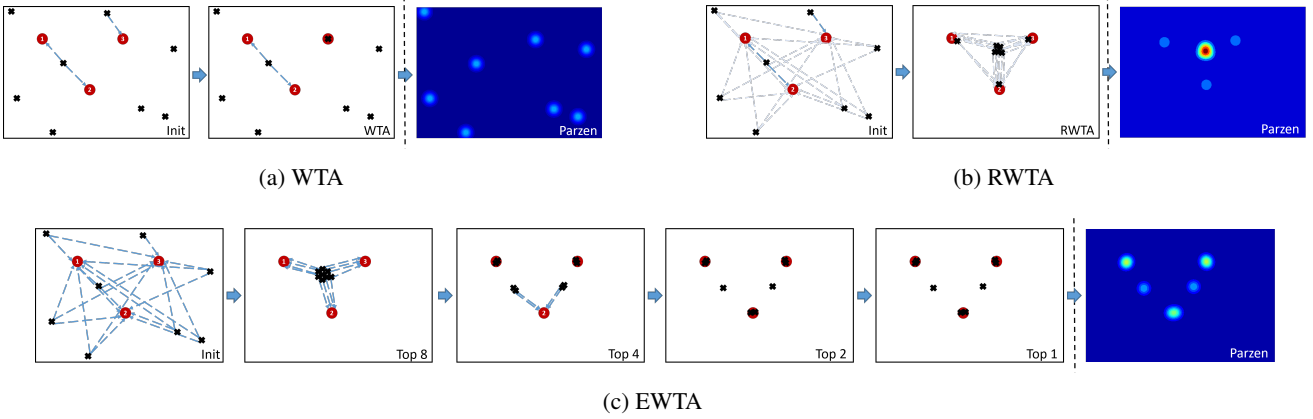 1
3
2
Init
1
2
WTA
Parzen
(a) WTA
1
3
2
Init
1
3
2
RWTA
Parzen
(b) RWTA
1
3
2
Init
1
3
2
Top 8
2
Top 4
Top 2
Top 1
Parzen
(c) EWTA